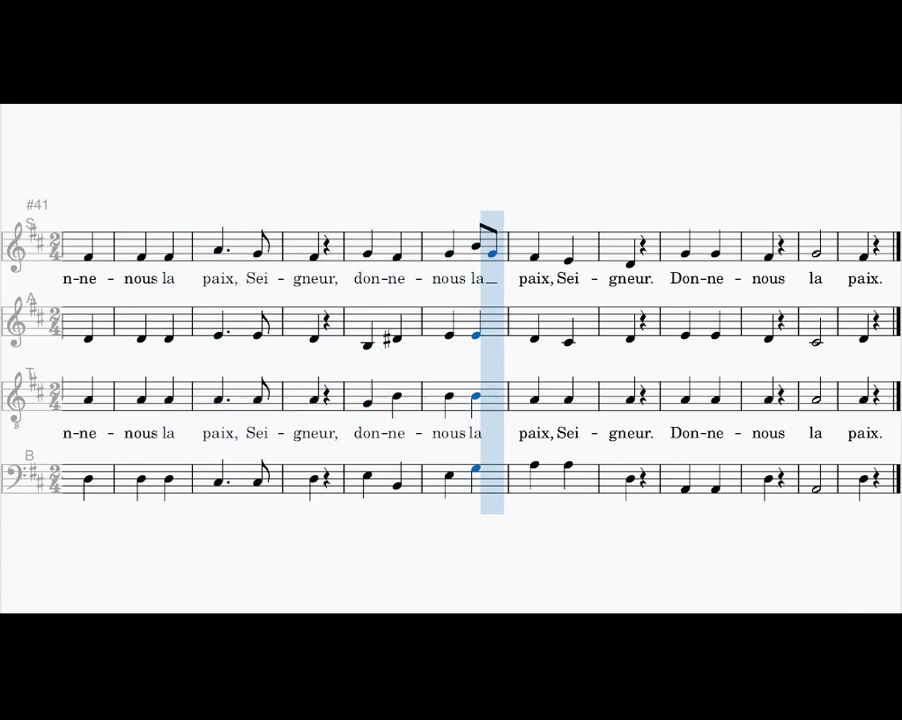 #41
S
n-ne - nous la paix, Sei - gneur, don-ne - nous la_ paix, Sei - gneur. Don-ne - nous la paix.
A
T
n-ne - nous la paix, Sei - gneur, don-ne - nous la paix, Sei - gneur. Don-ne - nous la paix.
B